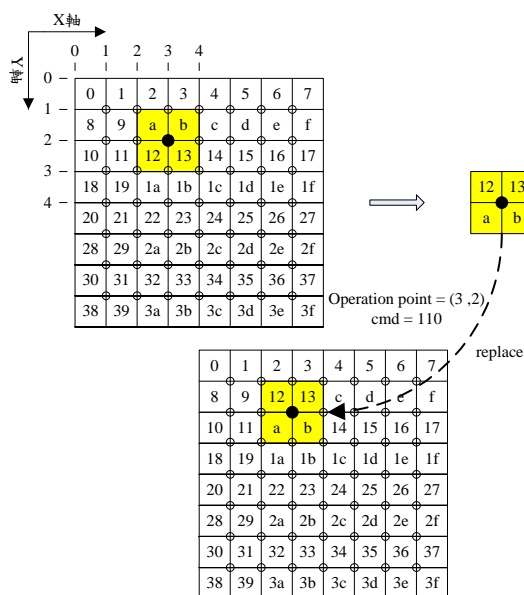 X軸
Y軸
0 1 2 3 4
0
1
2
3
4
0 1 2 3 4 5 6 7
8 9 a b c d e f
10 11 12 13 14 15 16 17
18 19 1a 1b 1c 1d 1e 1f
20 21 22 23 24 25 26 27
28 29 2a 2b 2c 2d 2e 2f
30 31 32 33 34 35 36 37
38 39 3a 3b 3c 3d 3e 3f
12 13
a b
Operation point = (3 ,2)
cmd = 110
replace
0 1 2 3 4 5 6 7
8 9 12 13 c d e f
10 11 a b 14 15 16 17
18 19 1a 1b 1c 1d 1e 1f
20 21 22 23 24 25 26 27
28 29 2a 2b 2c 2d 2e 2f
30 31 32 33 34 35 36 37
38 39 3a 3b 3c 3d 3e 3f